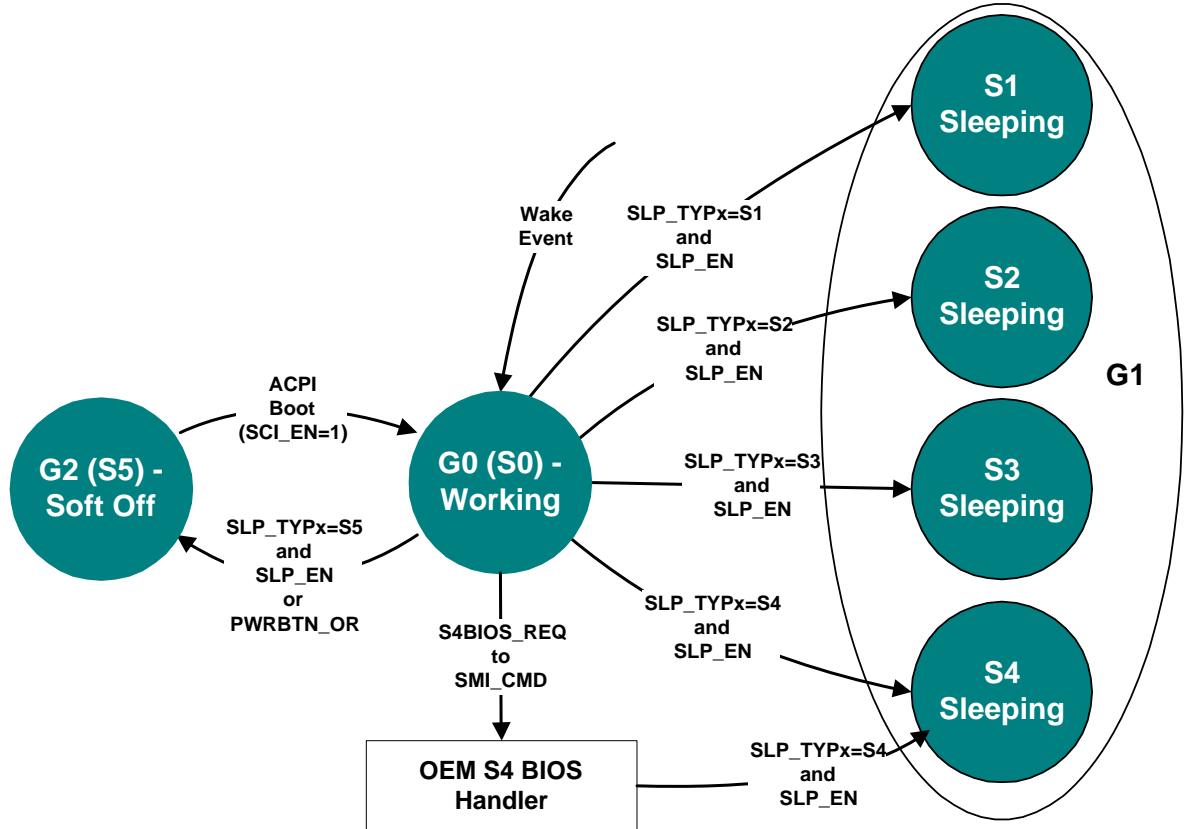 S1
Sleeping
Wake
Event
SLP_TYPx=S1
and
SLP_EN
S2
Sleeping
SLP_TYPx=S2
and
SLP_EN
G1
ACPI
Boot
(SCI_EN=1)
G2 (S5) -
Soft Off
G0 (S0) -
Working
SLP_TYPx=S3
and
SLP_EN
S3
Sleeping
SLP_TYPx=S5
and
SLP_EN
or
PWRBTN_OR
S4BIOS_REQ
to
SMI_CMD
SLP_TYPx=S4
and
SLP_EN
S4
Sleeping
OEM S4 BIOS
Handler
SLP_TYPx=S4
and
SLP_EN